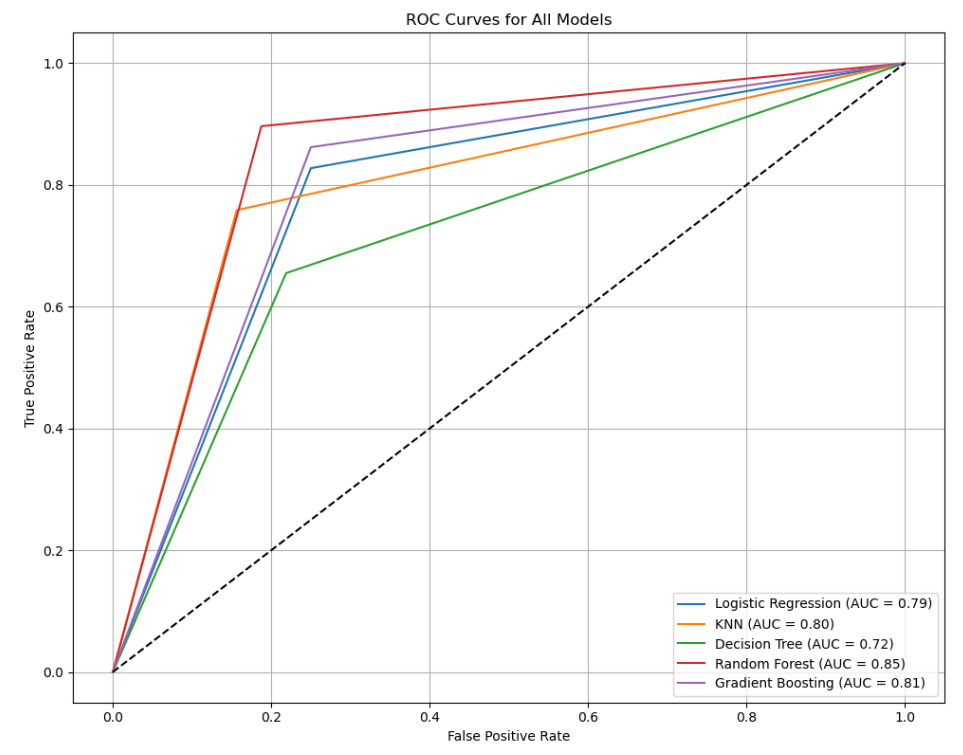 ROC Curves for All Models
1.0
0.8
0.6
0.4
0.2
0.0
True Positive Rate
0.0 0.2 0.4 0.6 0.8 1.0
False Positive Rate
Logistic Regression (AUC = 0.79)
KNN (AUC = 0.80)
Decision Tree (AUC = 0.72)
Random Forest (AUC = 0.85)
Gradient Boosting (AUC = 0.81)